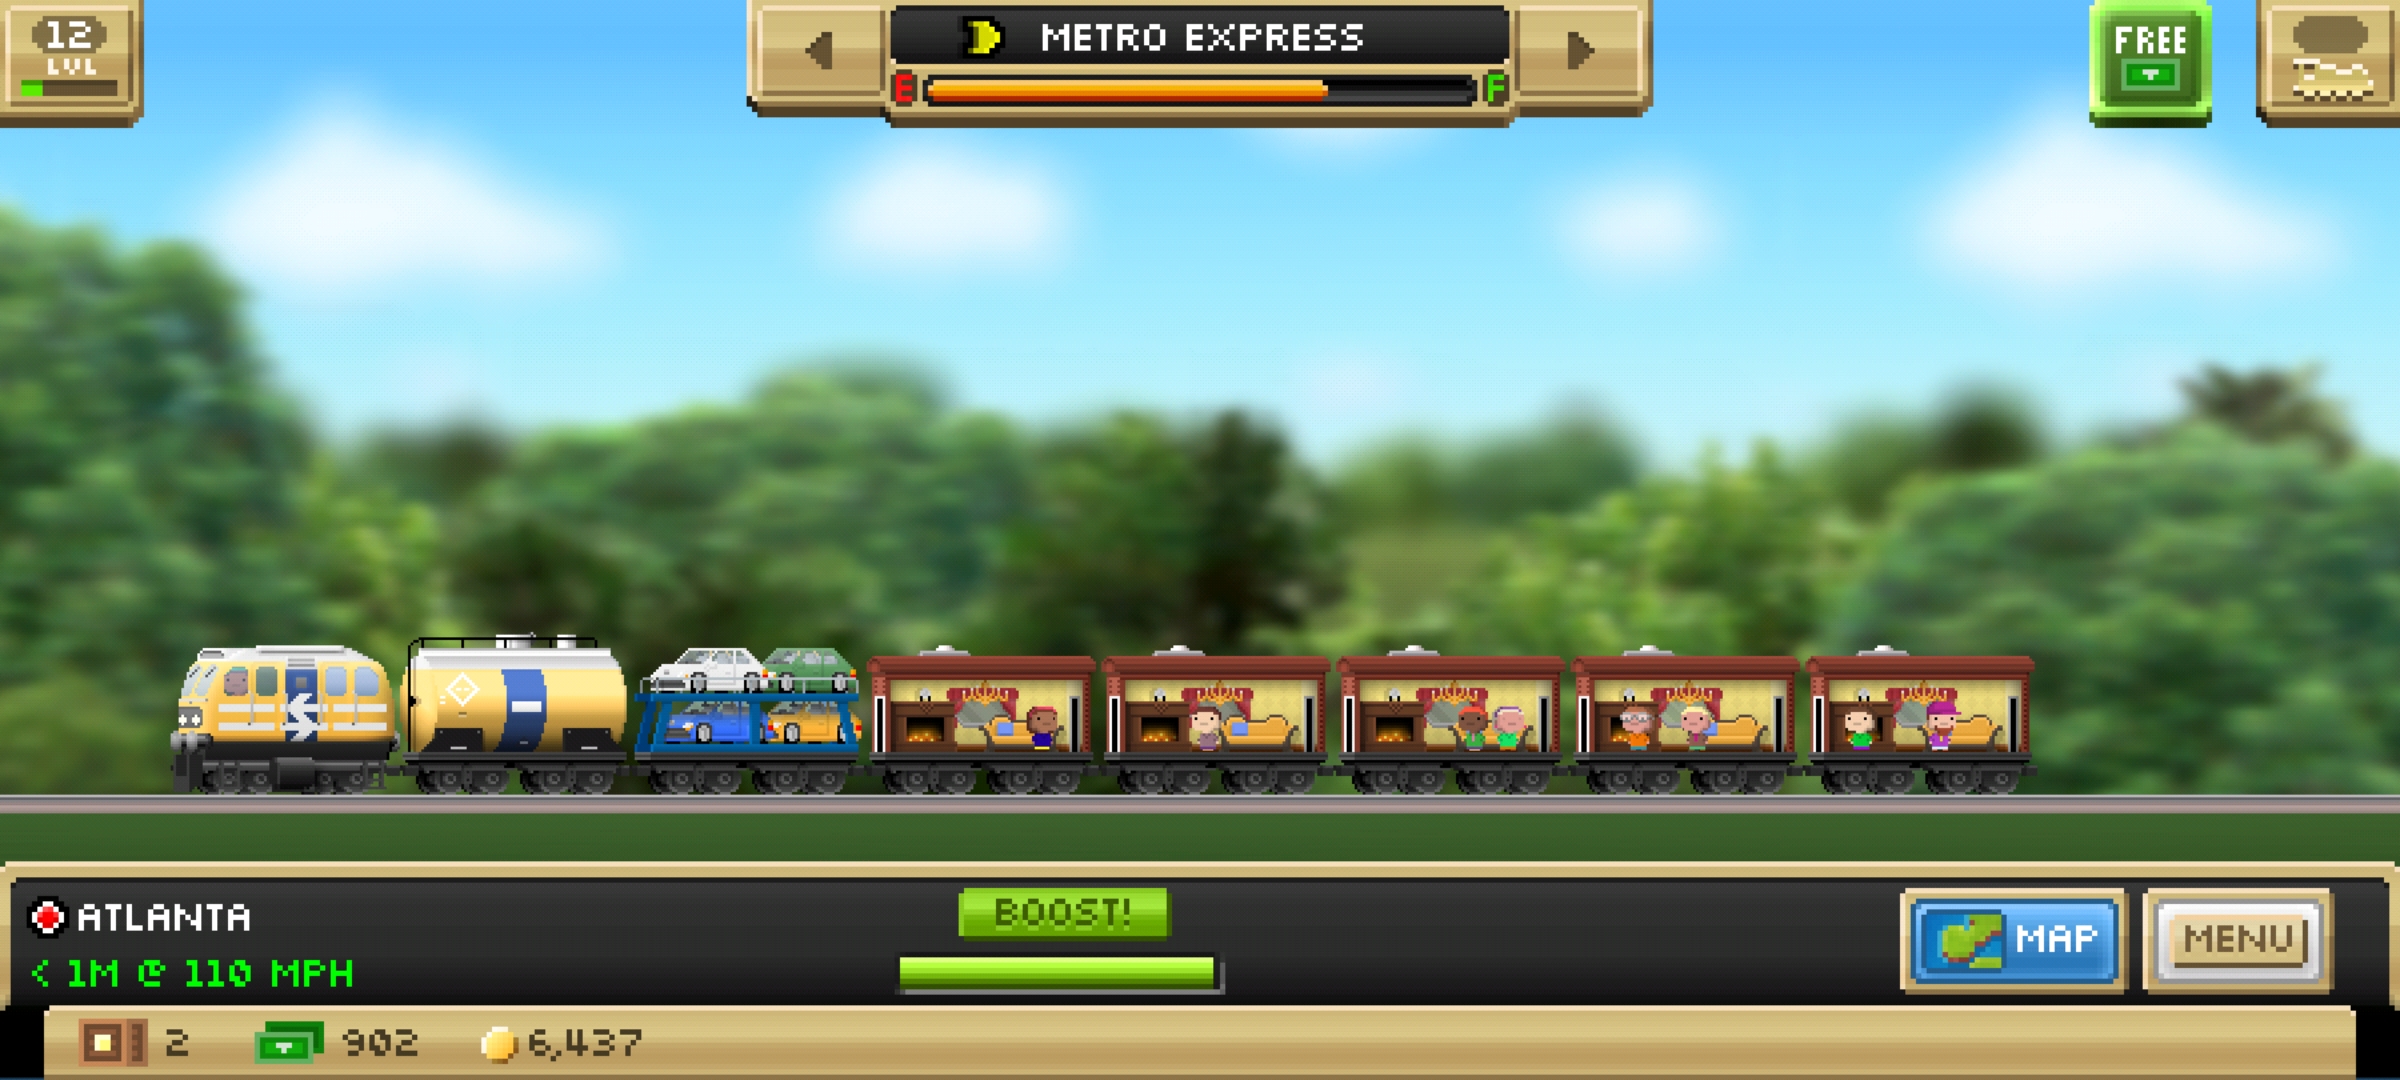 12
LVL
METRO EXPRESS
E
F
FREE
ATLANTA
< 1M @ 110 MPH
BOOST!
MAP
MENU
2
902
6,437